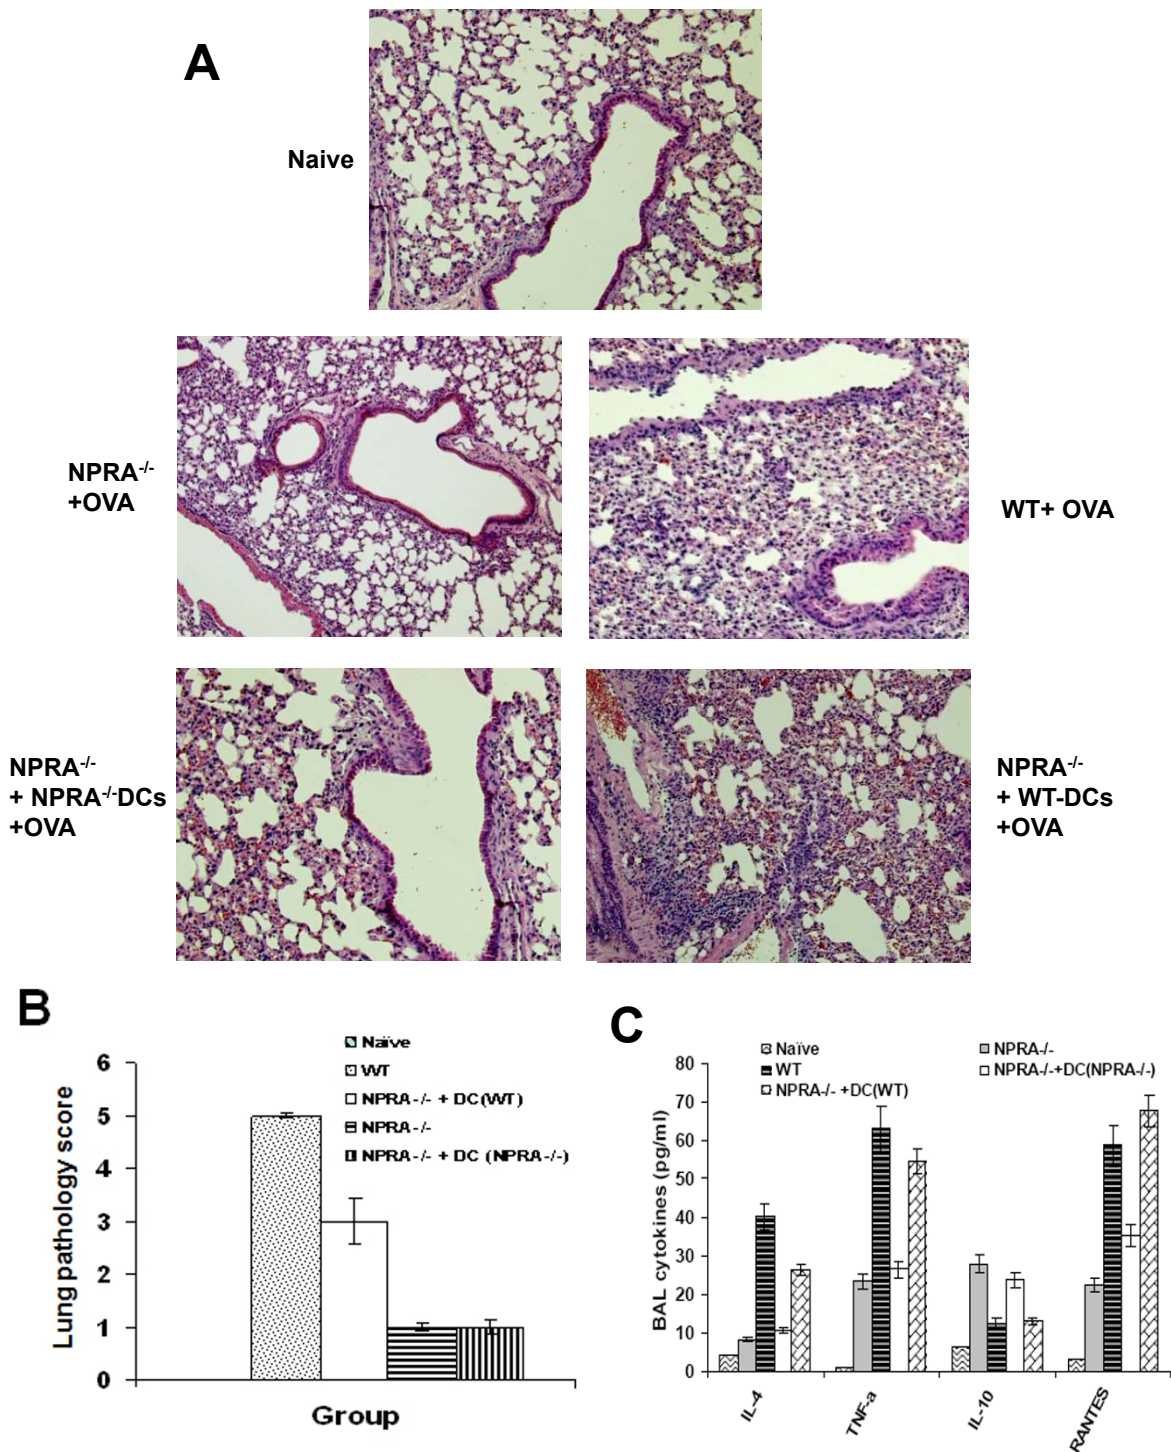 A
Naive
NPRA-/-
+OVA
WT+ OVA
NPRA-/-
+ NPRA-/-DCs
+OVA
NPRA-/-
+ WT-DCs
+OVA
B
Lung pathology score
6
5
4
3
2
1
0
Group
Naïve
WT
NPRA-/- + DC(WT)
NPRA-/-
NPRA-/- + DC (NPRA-/-)
C
BAL cytokines (pg/ml)
80
70
60
50
40
30
20
10
0
Naïve
NPRA-/-
WT
NPRA-/-+DC(NPRA-/-)
NPRA-/- +DC(WT)
IL-4
TNF-a
IL-10
RANTES